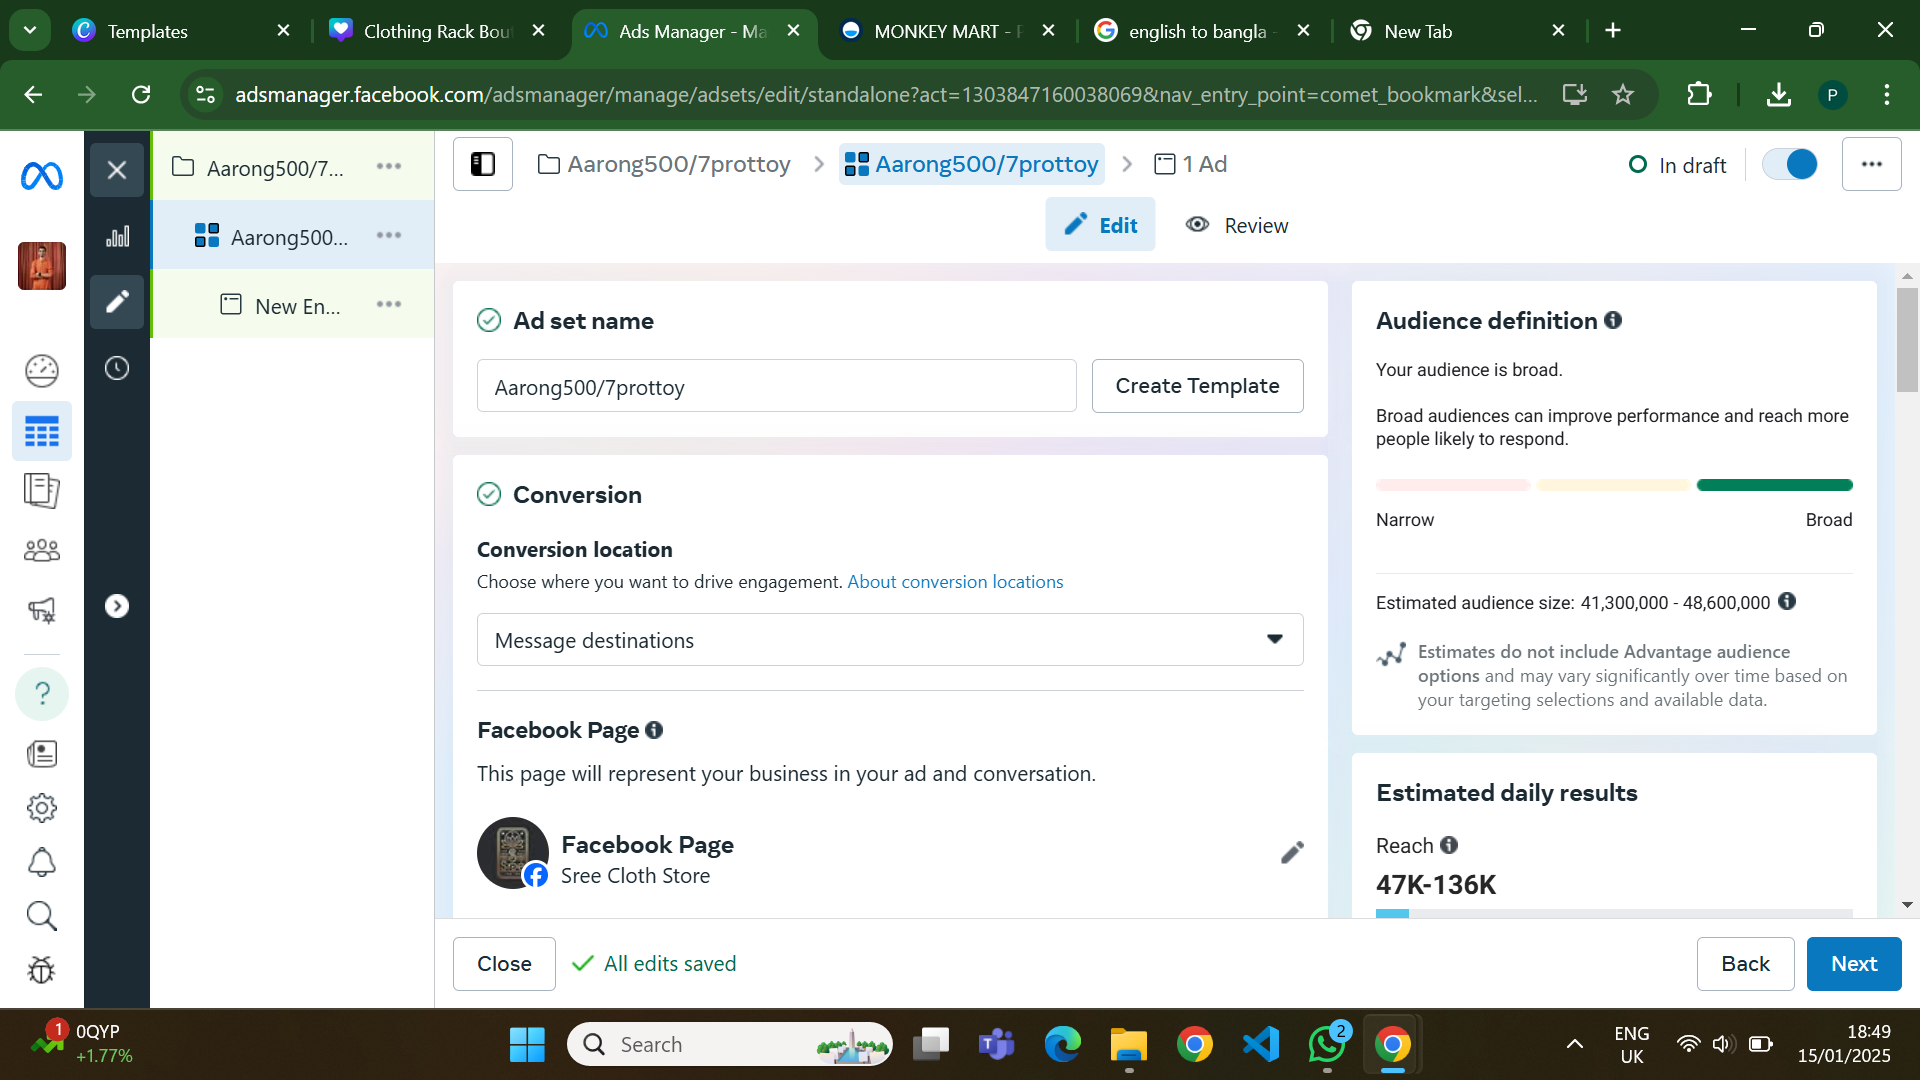 Templates
Clothing Rack Bout
Ads Manager - Ma
MONKEY MART - P
english to bangla -
New Tab
adsmanager.facebook.com/adsmanager/manage/adsets/edit/standalone?act=1303847160038069&nav_entry_point=comet_bookmark&sel...
P
Aarong500/7...
Aarong500...
New En...
Aarong500/7prottoy
Aarong500/7prottoy
1 Ad
In draft
Edit
Review
Ad set name
Aarong500/7prottoy
Create Template
Conversion
Conversion location
Choose where you want to drive engagement. About conversion locations
Message destinations
Facebook Page
This page will represent your business in your ad and conversation.
Facebook Page
Sree Cloth Store
Audience definition
Your audience is broad.
Broad audiences can improve performance and reach more
people likely to respond.
Narrow
Broad
Estimated audience size: 41,300,000 - 48,600,000
Estimates do not include Advantage audience
options and may vary significantly over time based on
your targeting selections and available data.
Estimated daily results
Reach
47K-136K
Close
All edits saved
Back
Next
1
0QYP
+1.77%
Search
2
ENG
UK
18:49
15/01/2025